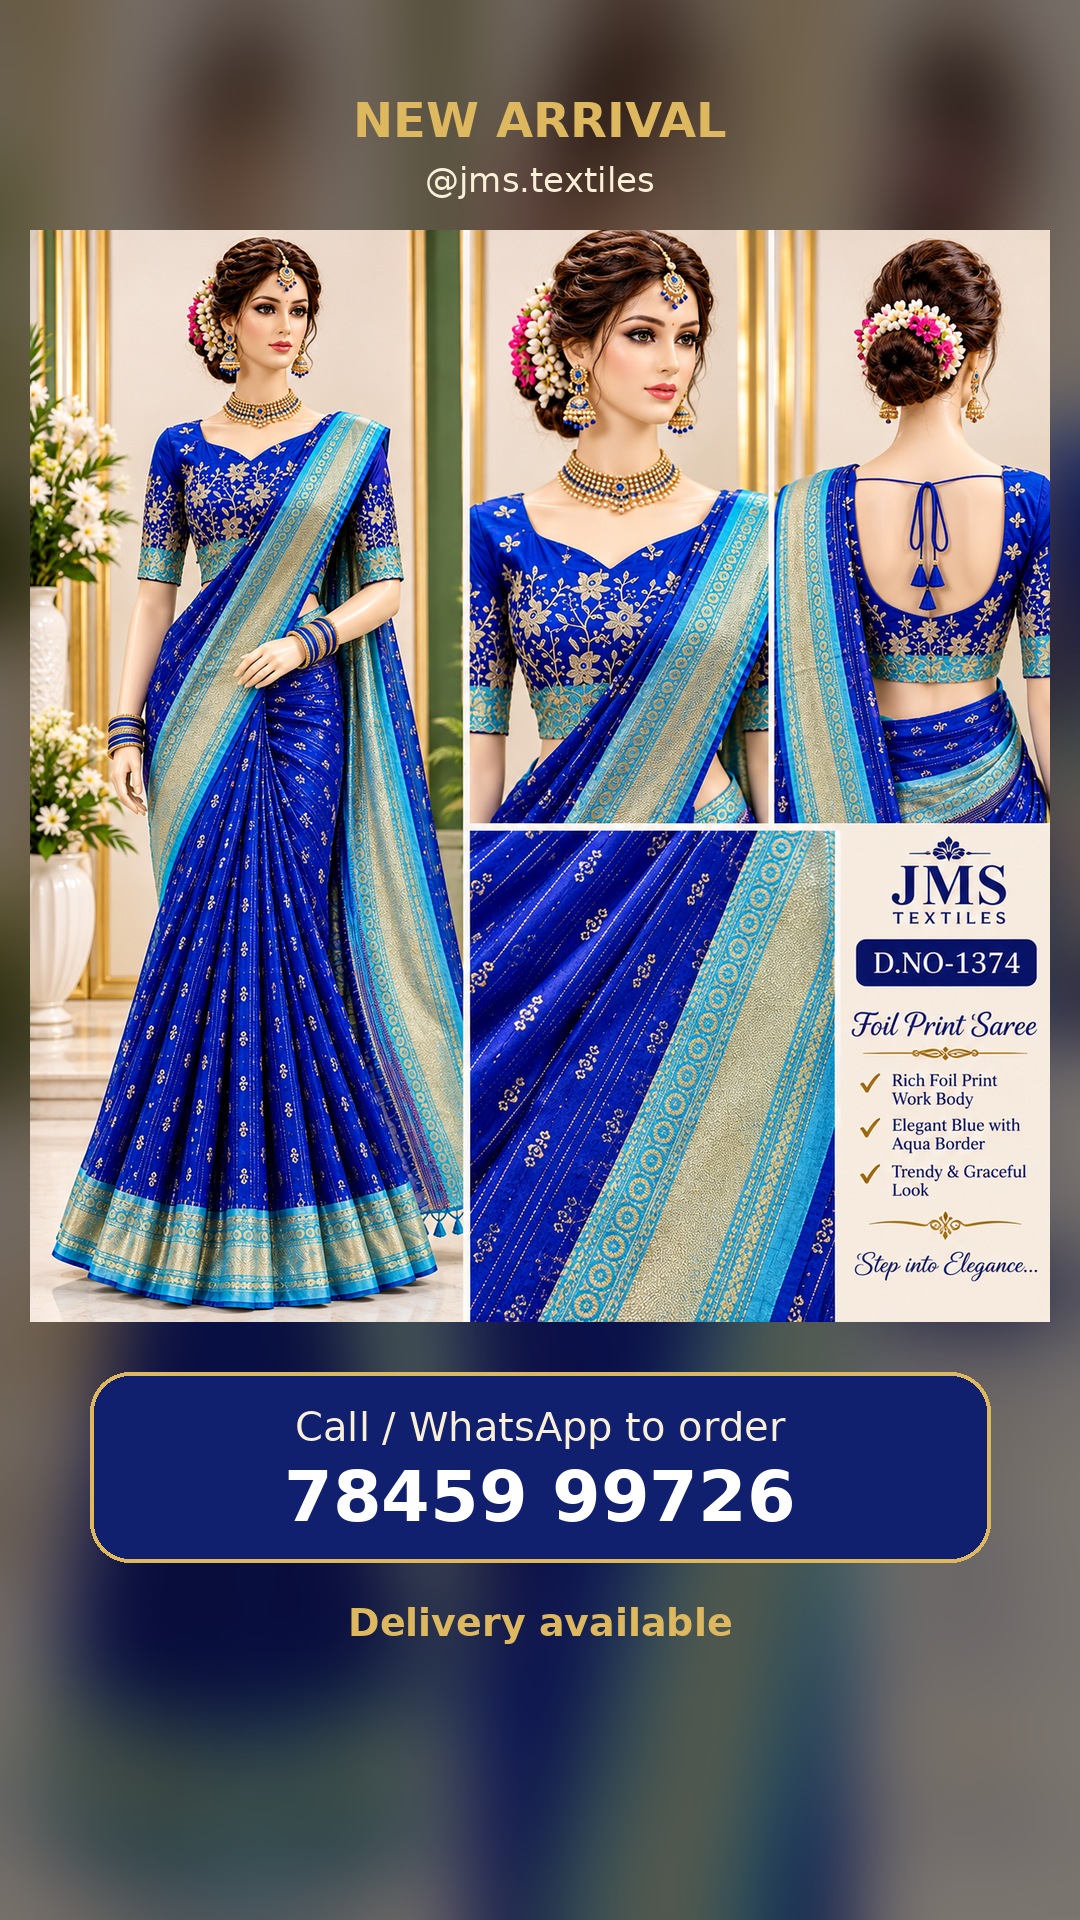 NEW ARRIVAL
@jms.textiles
JMS
TEXTILES
D.NO-1374
Foil Print Saree
Rich Foil Print
Work Body
Elegant Blue with
Aqua Border
Trendy & Graceful
Look
Step into Elegance...
Call / WhatsApp to order
78459 99726
Delivery available